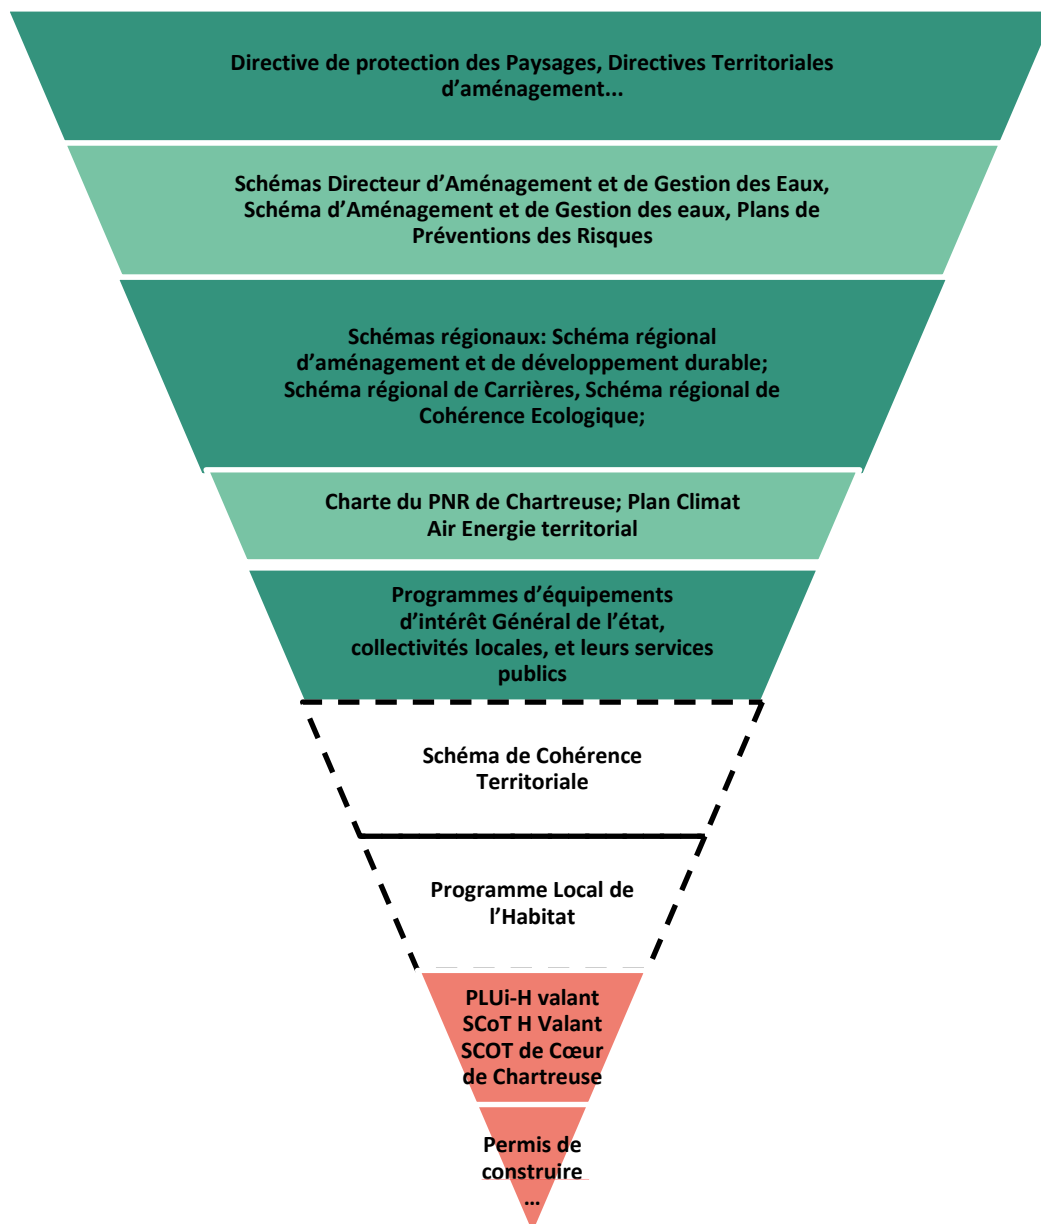 Directive de protection des Paysages, Directives Territoriales
d’aménagement...
Schémas Directeur d’Aménagement et de Gestion des Eaux,
Schéma d’Aménagement et de Gestion des eaux, Plans de
Préventions des Risques
Schémas régionaux: Schéma régional
d’aménagement et de développement durable;
Schéma régional de Carrières, Schéma régional de
Cohérence Ecologique;
Charte du PNR de Chartreuse; Plan Climat
Air Energie territorial
Programmes d’équipements
d’intérêt Général de l’état,
collectivités locales, et leurs services
publics
Schéma de Cohérence
Territoriale
Programme Local de
l’Habitat
PLUi-H valant
SCoT H Valant
SCOT de Cœur
de Chartreuse
Permis de
construire
...